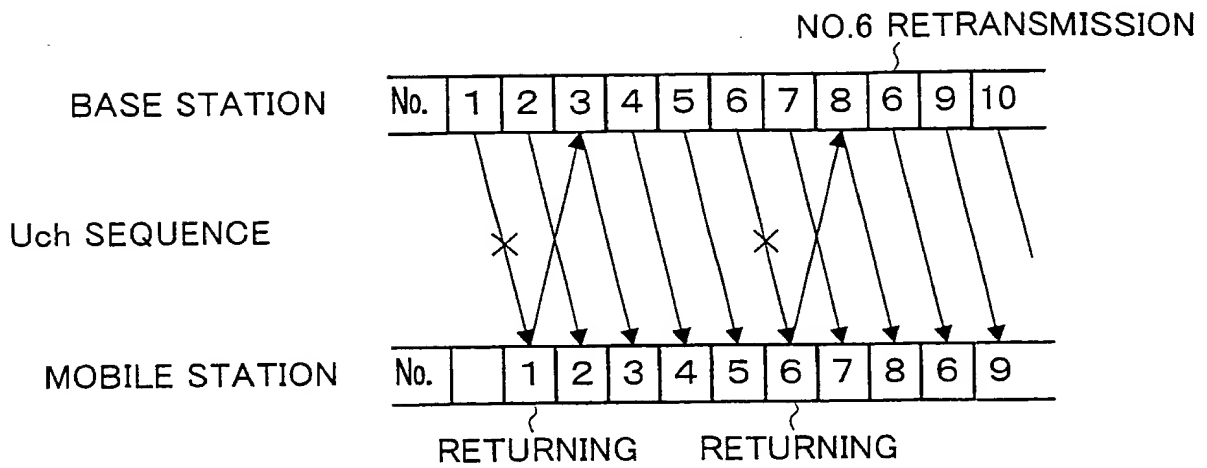 NO.6 RETRANSMISSION
BASE STATION No. 1 2 3 4 5 6 7 8 6 9 10
Uch SEQUENCE
MOBILE STATION No. 1 2 3 4 5 6 7 8 6 9
RETURNING RETURNING